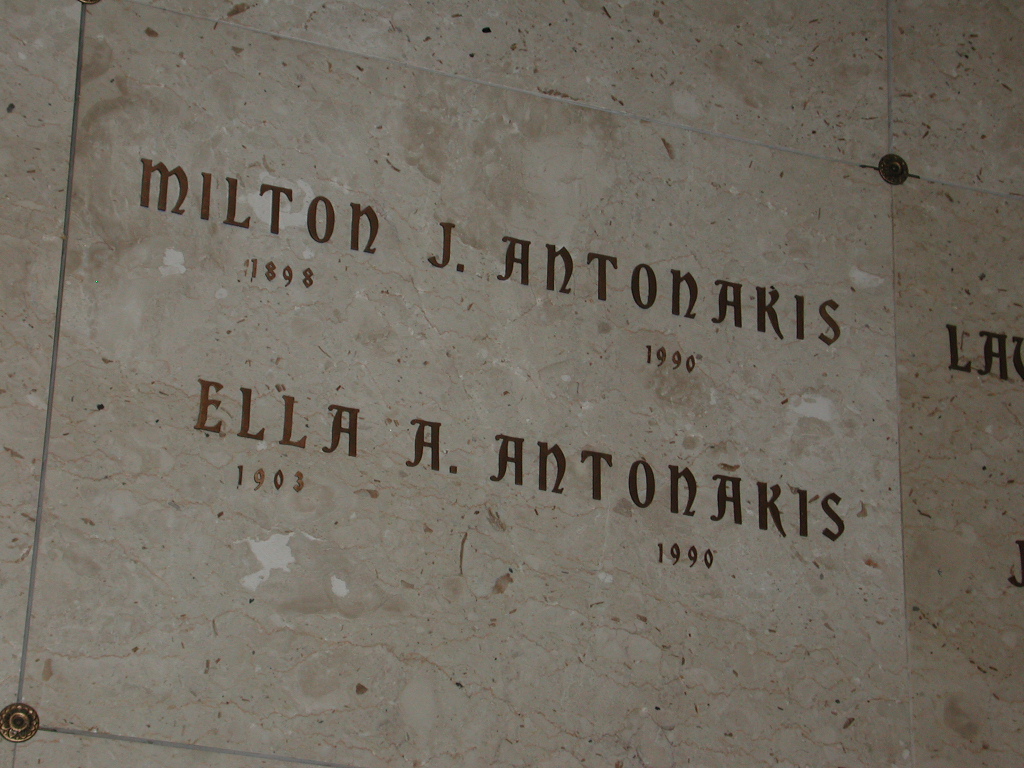 MILTON J. ANTONAKIS
1898 1990
ELLA A. ANTONAKIS
1903 1990